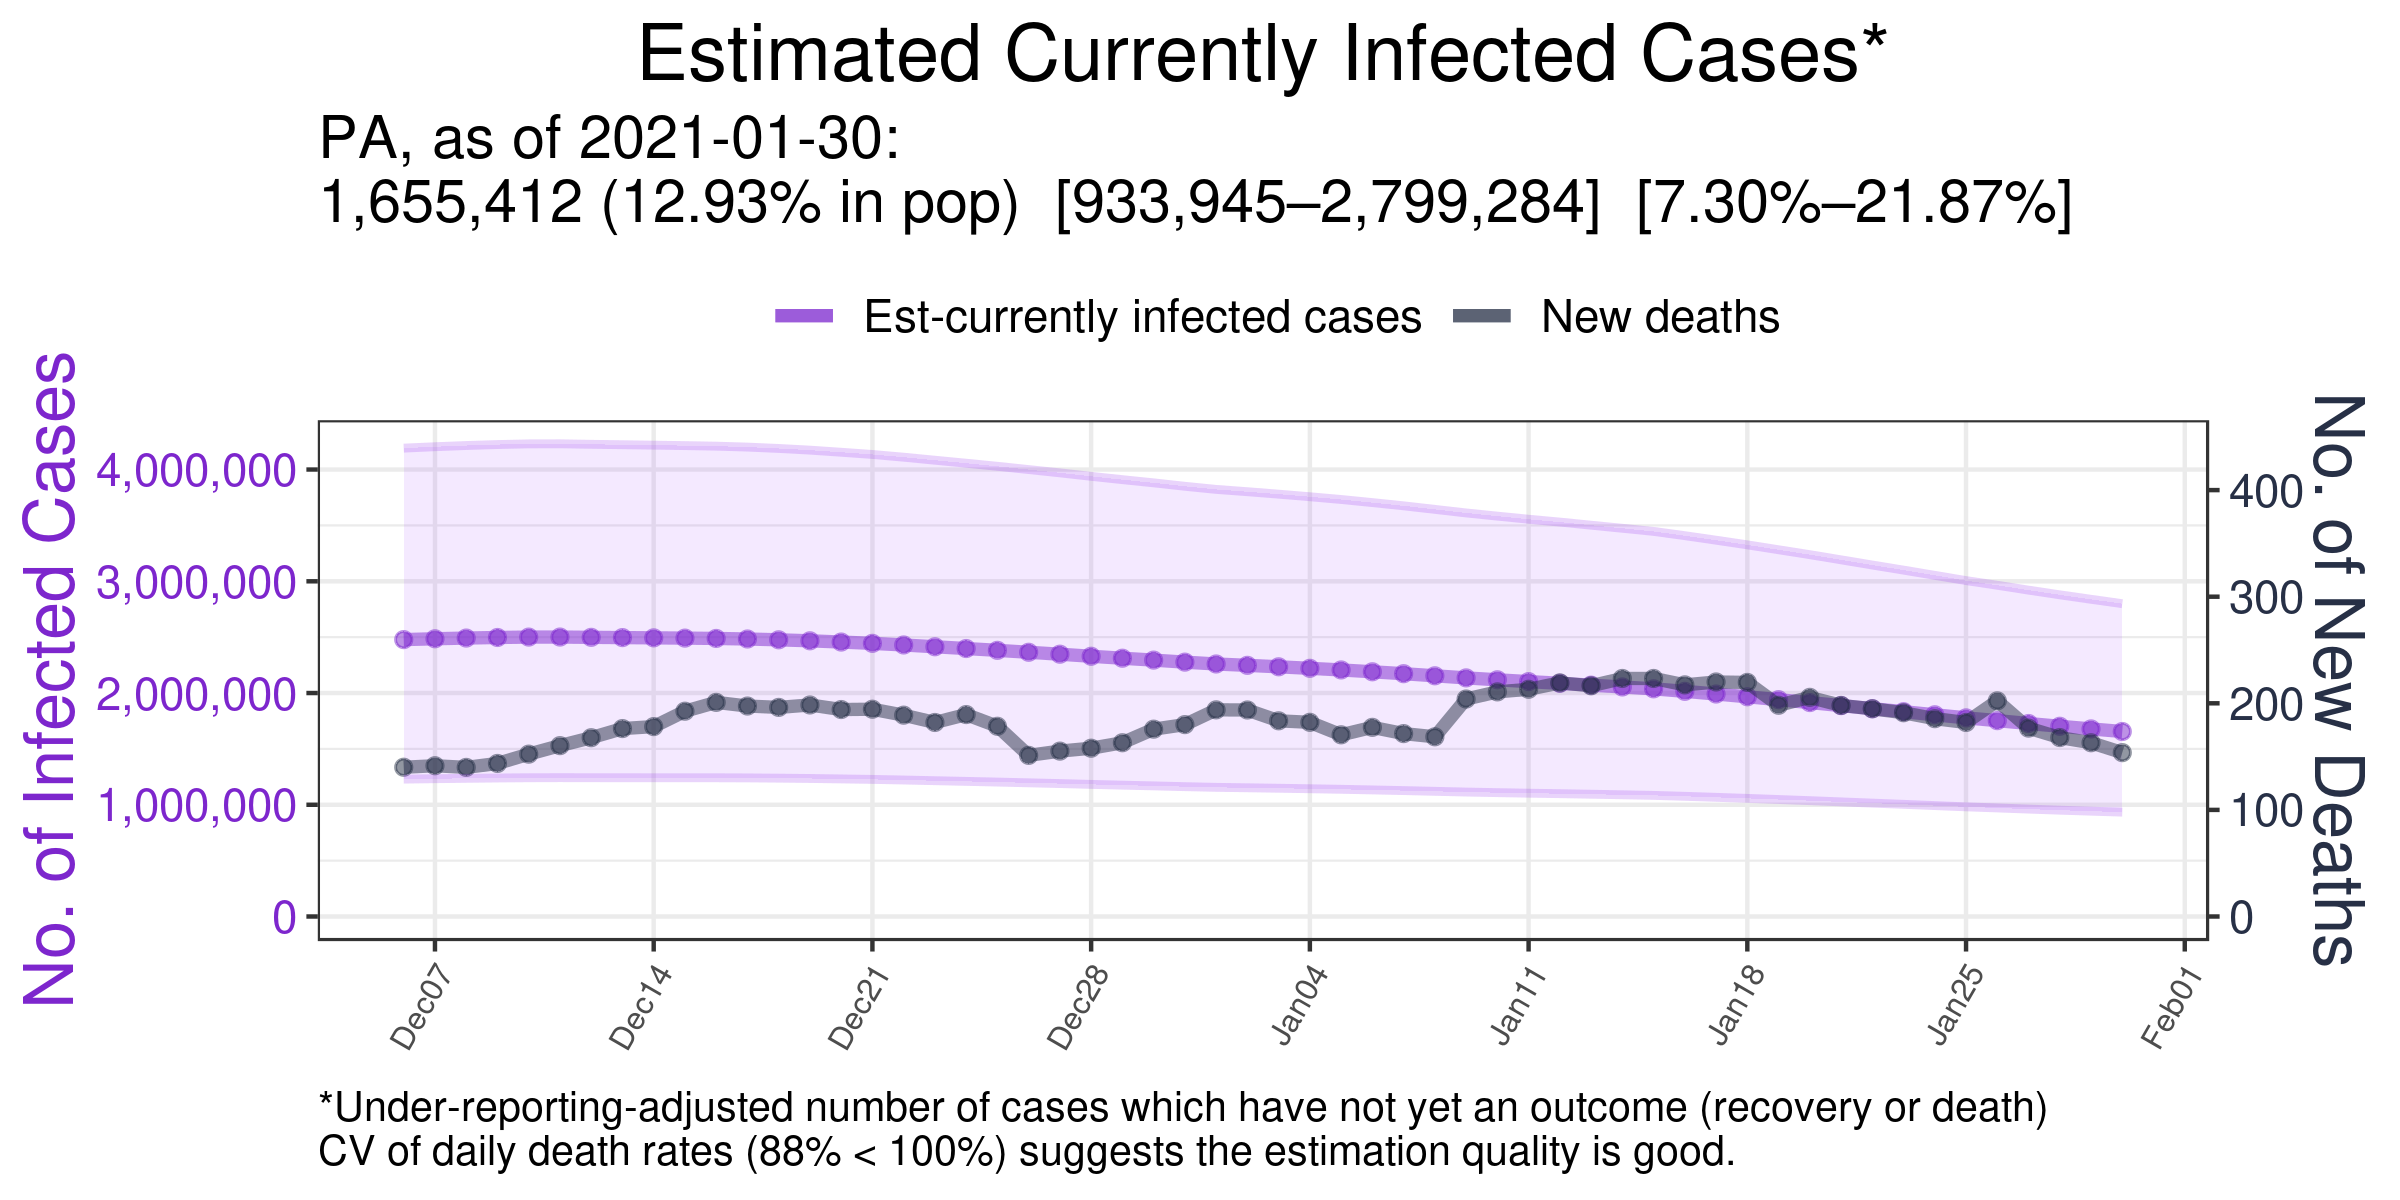 Estimated Currently Infected Cases*
PA, as of 2021-01-30:
1,655,412 (12.93% in pop)  [933,945–2,799,284]  [7.30%–21.87%]
Est-currently infected cases
New deaths
No. of Infected Cases
4,000,000
3,000,000
2,000,000
1,000,000
0
400
300
200
100
0
No. of New Deaths
Dec07
Dec14
Dec21
Dec28
Jan04
Jan11
Jan18
Jan25
Feb01
*Under-reporting-adjusted number of cases which have not yet an outcome (recovery or death)
CV of daily death rates (88% < 100%) suggests the estimation quality is good.